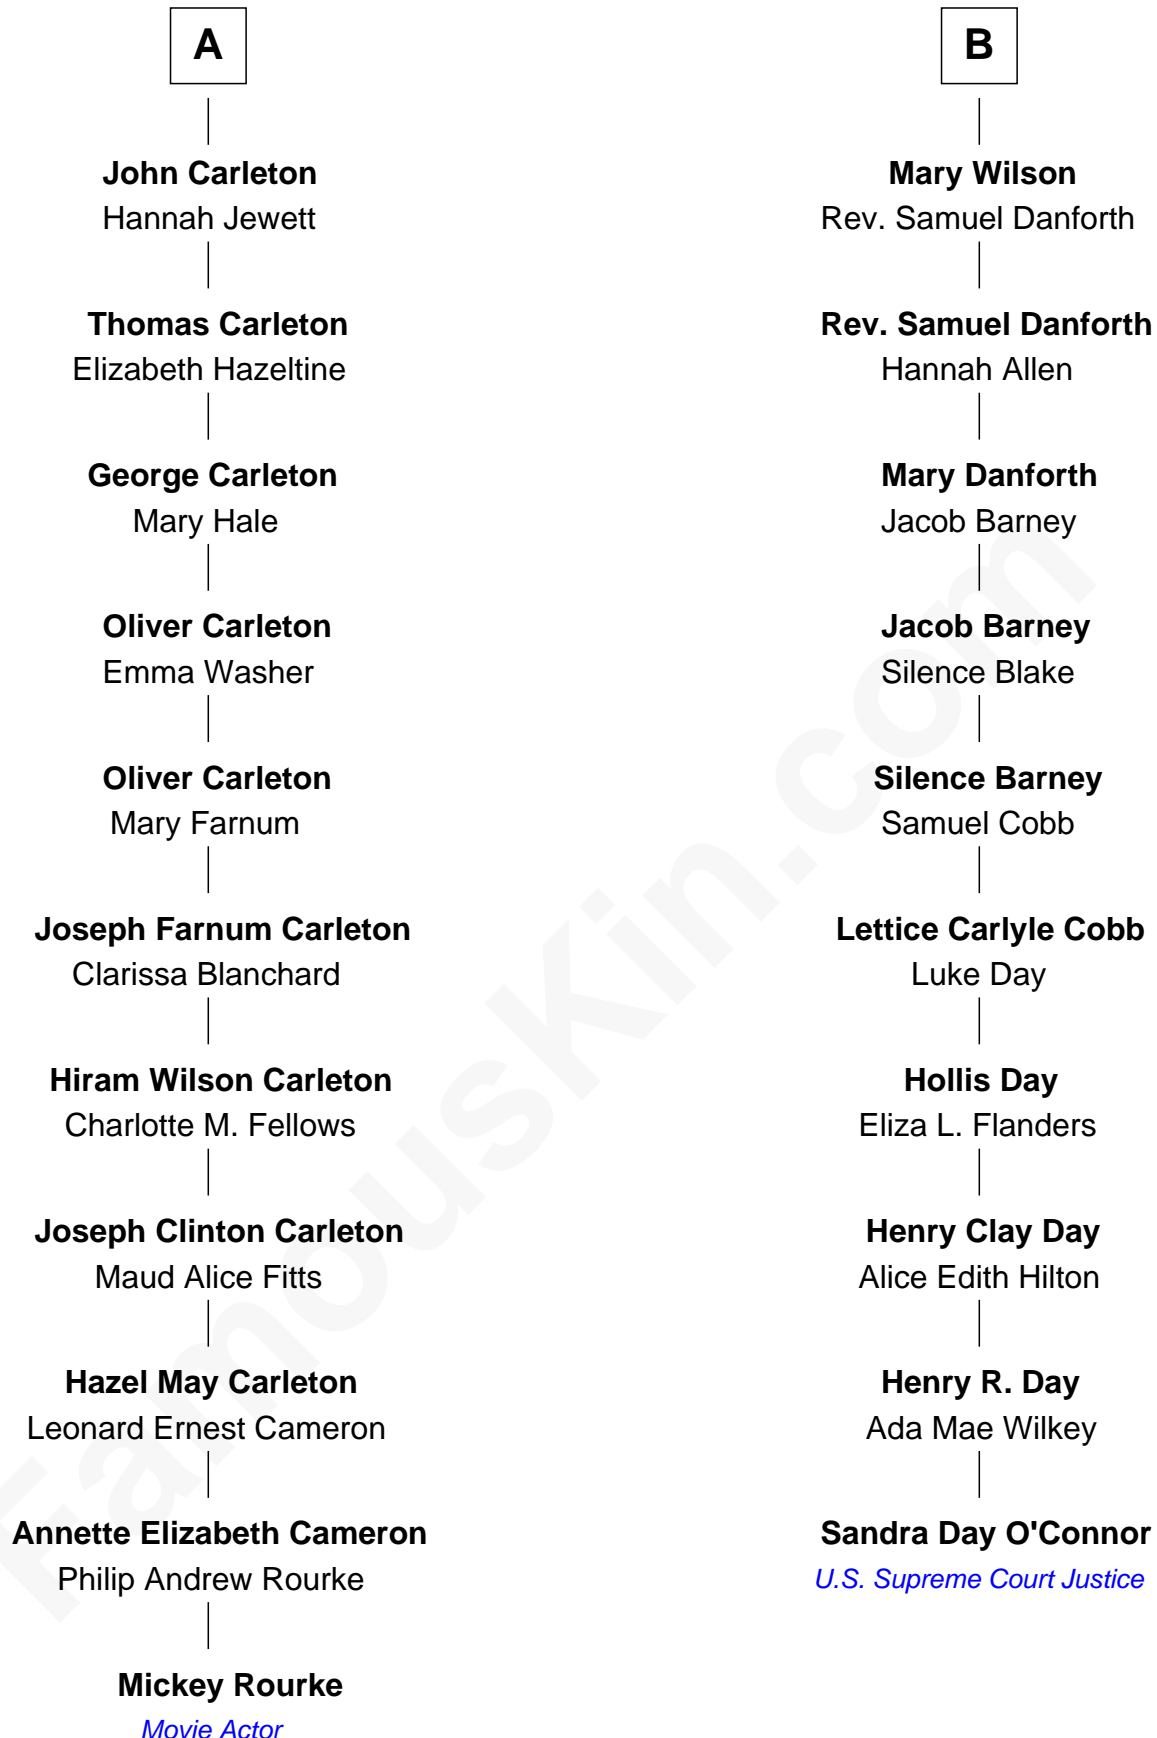 A
John Carleton
Hannah Jewett
Thomas Carleton
Elizabeth Hazeltine
George Carleton
Mary Hale
Oliver Carleton
Emma Washer
Oliver Carleton
Mary Farnum
Joseph Farnum Carleton
Clarissa Blanchard
Hiram Wilson Carleton
Charlotte M. Fellows
Joseph Clinton Carleton
Maud Alice Fitts
Hazel May Carleton
Leonard Ernest Cameron
Annette Elizabeth Cameron
Philip Andrew Rourke
Mickey Rourke
Movie Actor
B
Mary Wilson
Rev. Samuel Danforth
Rev. Samuel Danforth
Hannah Allen
Mary Danforth
Jacob Barney
Jacob Barney
Silence Blake
Silence Barney
Samuel Cobb
Lettice Carlyle Cobb
Luke Day
Hollis Day
Eliza L. Flanders
Henry Clay Day
Alice Edith Hilton
Henry R. Day
Ada Mae Wilkey
Sandra Day O'Connor
U.S. Supreme Court Justice
FamousKin.com